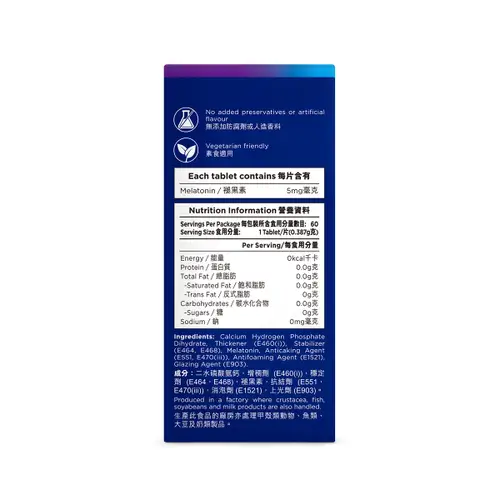 No added preservatives or artificial
flavour
無添加防腐劑或人造香料
Vegetarian friendly
素食適用
Each tablet contains 每片含有
Melatonin / 褪黑素 5mg毫克
Nutrition Information 營養資料
Servings Per Package 每包裝所含食用分量數目: 60
Serving Size 食用分量: 1 Tablet/片(0.387g克)
Per Serving/每食用分量
Energy / 能量 0kcal千卡
Protein / 蛋白質 0.0g克
Total Fat / 總脂肪 0.0g克
-Saturated Fat / 飽和脂肪 0.0g克
-Trans Fat / 反式脂肪 0g克
Carbohydrates / 碳水化合物 0.0g克
-Sugars / 糖 0g克
Sodium / 鈉 0mg毫克
Ingredients: Calcium Hydrogen Phosphate
Dihydrate, Thickener (E460(i)), Stabilizer
(E464, E468), Melatonin, Anticaking Agent
(E551, E470(iii)), Antifoaming Agent (E1521),
Glazing Agent (E903).
成分：二水磷酸氫鈣、增稠劑 (E460(i))、穩定
劑 (E464、E468)、褪黑素、抗結劑 (E551、
E470(iii))、消泡劑 (E1521)、上光劑 (E903)。
Produced in a factory where crustacea, fish,
soyabeans and milk products are also handled.
生產此食品的廠房亦處理甲殼類動物、魚類、
大豆及奶類製品。